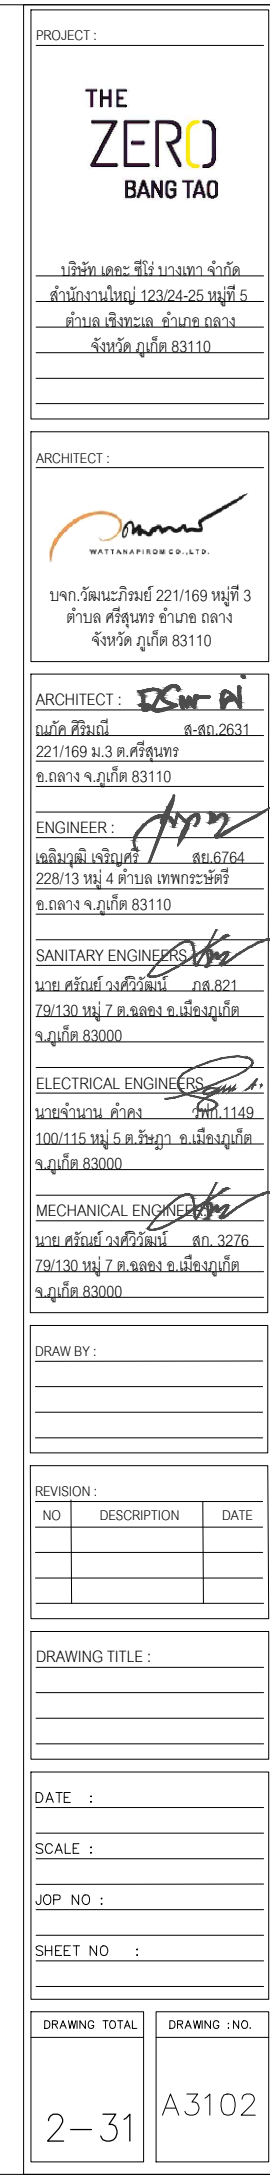 PROJECT :
THE
ZERO
BANG TAO
บริษัท เดอะ ซีโร่ บางเทา จำกัด
สำนักงานใหญ่ 123/24-25 หมู่ที่ 5
ตำบล เชิงทะเล อำเภอ ถลาง
จังหวัด ภูเก็ต 83110
ARCHITECT :
WATTANAPIROM CO.,LTD.
บจก.วัฒนะภิรมย์ 221/169 หมู่ที่ 3
ตำบล ศรีสุนทร อำเภอ ถลาง
จังหวัด ภูเก็ต 83110
ARCHITECT :
ณภัค ศิริมณี ส-สถ.2631
221/169 ม.3 ต.ศรีสุนทร
อ.ถลาง จ.ภูเก็ต 83110
ENGINEER :
เฉลิมวุฒิ เจริญศรี สย.6764
228/13 หมู่ 4 ตำบล เทพกระษัตรี
อ.ถลาง จ.ภูเก็ต 83110
SANITARY ENGINEERS
นาย ศรัณย์ วงศ์วิวัฒน์ ภส.821
79/130 หมู่ 7 ต.ฉลอง อ.เมืองภูเก็ต
จ.ภูเก็ต 83000
ELECTRICAL ENGINEERS
นายจำนาน คำคง วฟก.1149
100/115 หมู่ 5 ต.รัษฎา อ.เมืองภูเก็ต
จ.ภูเก็ต 83000
MECHANICAL ENGINEERS
นาย ศรัณย์ วงศ์วิวัฒน์ สก. 3276
79/130 หมู่ 7 ต.ฉลอง อ.เมืองภูเก็ต
จ.ภูเก็ต 83000
DRAW BY :
REVISION :
NO DESCRIPTION DATE
DRAWING TITLE :
DATE :
SCALE :
JOP NO :
SHEET NO :
DRAWING TOTAL DRAWING :NO.
2-31 A3102